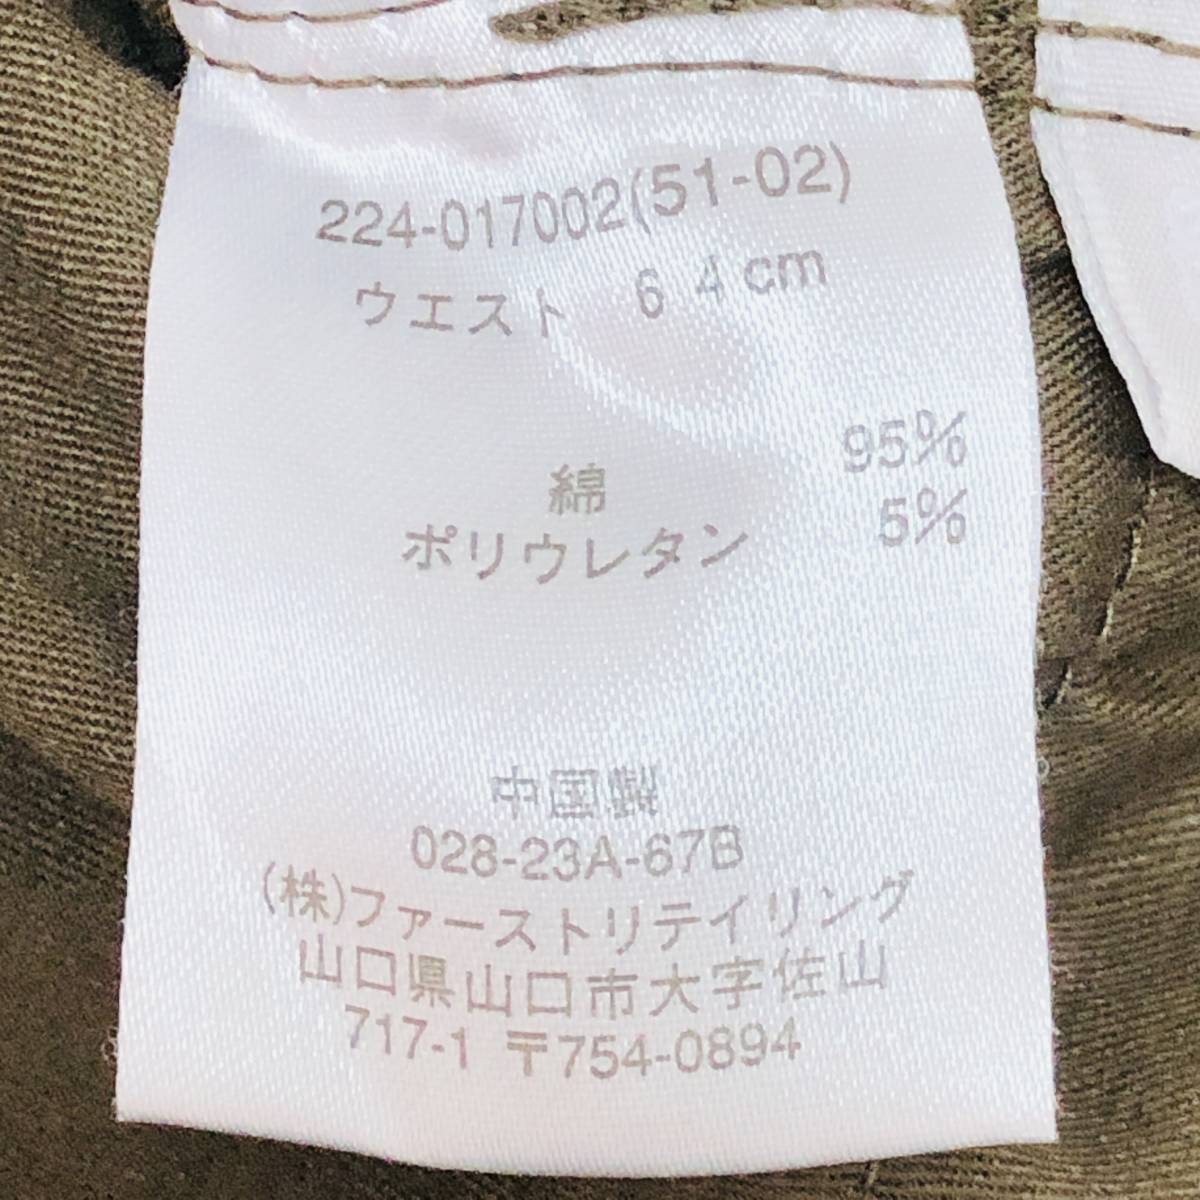 224-017002(51-02)
ウエスト 64cm
綿 95%
ポリウレタン 5%
中国製
028-23A-67B
(株)ファーストリテイリング
山口県山口市大字佐山
717-1 〒754-0894